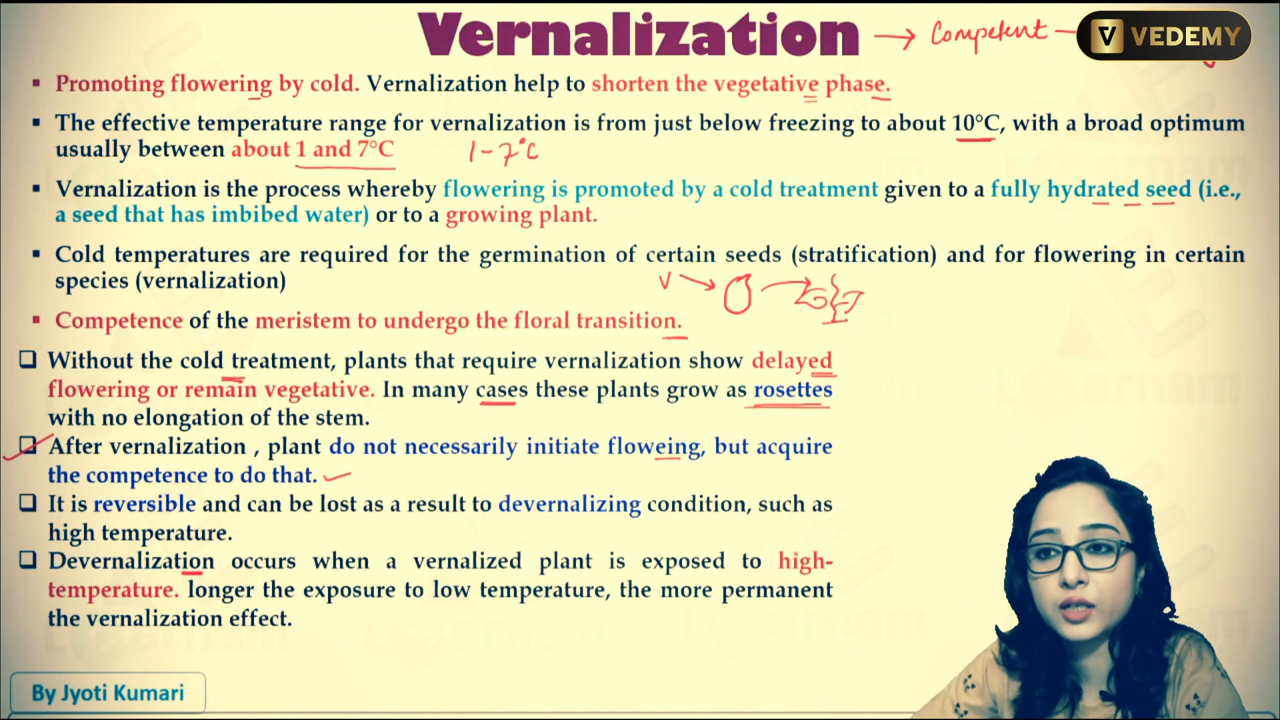 Vernalization → Competent –
V VEDEMY
▪ Promoting flowering by cold. Vernalization help to shorten the vegetative phase.
▪ The effective temperature range for vernalization is from just below freezing to about 10°C, with a broad optimum
usually between about 1 and 7°C 1-7°C
▪ Vernalization is the process whereby flowering is promoted by a cold treatment given to a fully hydrated seed (i.e.,
a seed that has imbibed water) or to a growing plant.
▪ Cold temperatures are required for the germination of certain seeds (stratification) and for flowering in certain
species (vernalization)
V
▪ Competence of the meristem to undergo the floral transition.
❑ Without the cold treatment, plants that require vernalization show delayed
flowering or remain vegetative. In many cases these plants grow as rosettes
with no elongation of the stem.
❑ After vernalization , plant do not necessarily initiate floweing, but acquire
the competence to do that.
❑ It is reversible and can be lost as a result to devernalizing condition, such as
high temperature.
❑ Devernalization occurs when a vernalized plant is exposed to high-
temperature. longer the exposure to low temperature, the more permanent
the vernalization effect.
By Jyoti Kumari